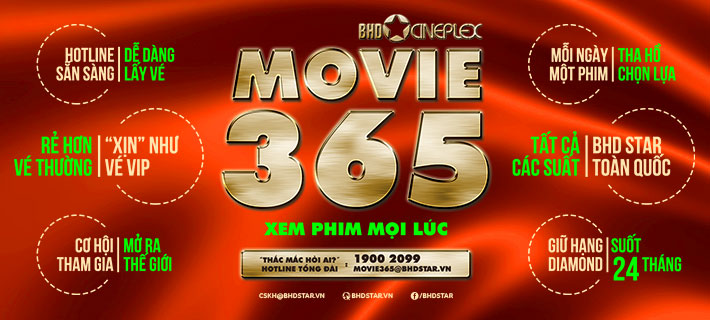 BHD CINEPLEX
MOVIE
365
XEM PHIM MỌI LÚC
HOTLINE
SẴN SÀNG
DỄ DÀNG
LẤY VÉ
RẺ HƠN
VÉ THƯỜNG
“XIN” NHƯ
VÉ VIP
CƠ HỘI
THAM GIA
MỞ RA
THẾ GIỚI
MỖI NGÀY
MỘT PHIM
THA HỒ
CHỌN LỰA
TẤT CẢ
CÁC SUẤT
BHD STAR
TOÀN QUỐC
GIỮ HẠNG
DIAMOND
SUỐT
24 THÁNG
"THẮC MẮC HỎI AI?"
HOTLINE TỔNG ĐÀI
:
1900 2099
MOVIE365@BHDSTAR.VN
CSKH@BHDSTAR.VN
BHDSTAR.VN
/BHDSTAR